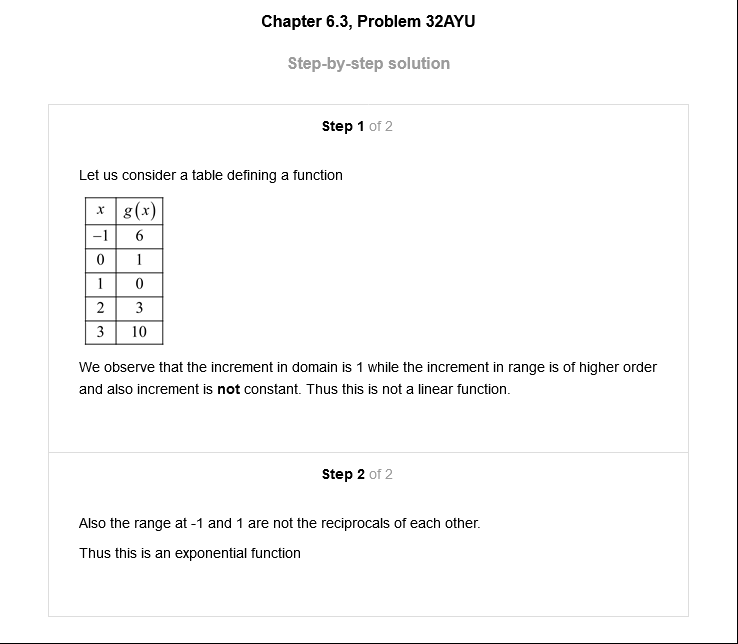 Chapter 6.3, Problem 32AYU
Step-by-step solution
Step 1 of 2
Let us consider a table defining a function
x g(x)
−1 6
0 1
1 0
2 3
3 10
We observe that the increment in domain is 1 while the increment in range is of higher order
and also increment is not constant. Thus this is not a linear function.
Step 2 of 2
Also the range at -1 and 1 are not the reciprocals of each other.
Thus this is an exponential function